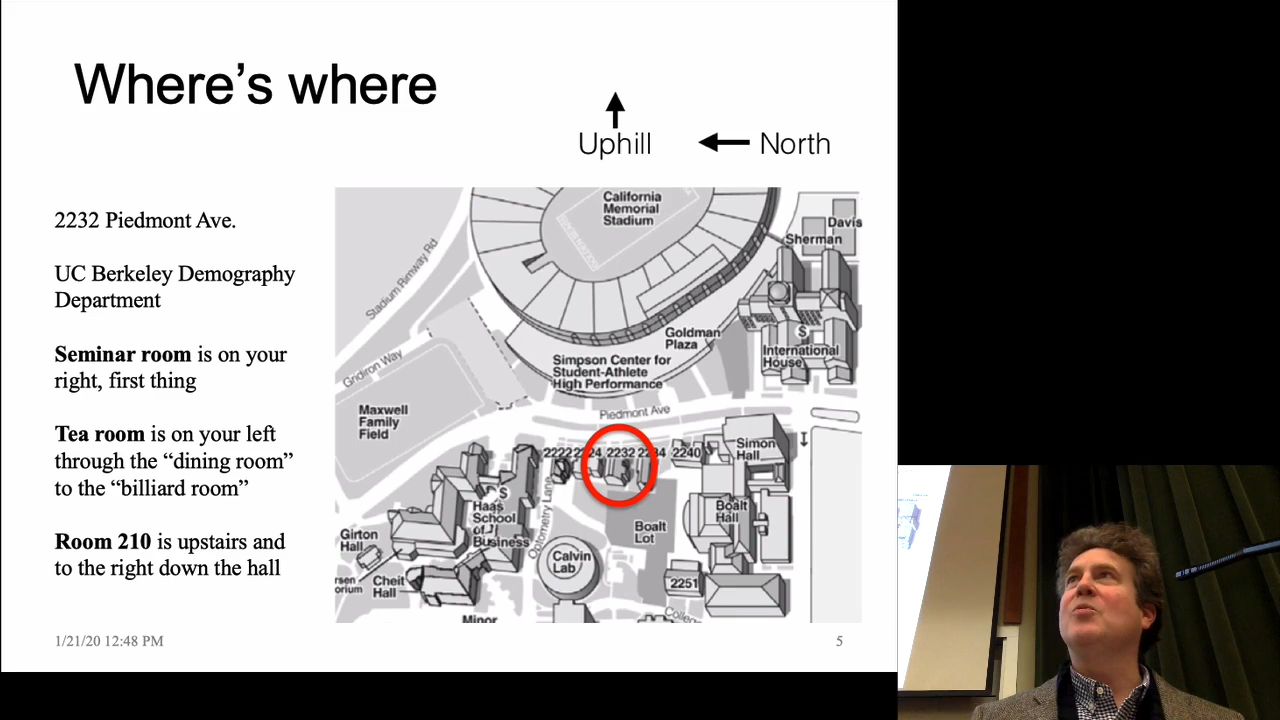 Where's where
Uphill
North
2232 Piedmont Ave.
UC Berkeley Demography
Department
Seminar room is on your
right, first thing
Tea room is on your left
through the “dining room”
to the “billiard room”
Room 210 is upstairs and
to the right down the hall
California
Memorial
Stadium
Davis
Sherman
Stadium Rimway Rd
Goldman
Plaza
$
International
House
Simpson Center for
Student-Athlete
High Performance
Gridiron Way
Maxwell
Family
Field
Piedmont Ave
2222
2232
2240
Simon
Hall
$
Haas
School
of
Business
Optometry Lane
Boalt
Hall
Boalt
Lot
Girton
Hall
Calvin
Lab
Cheit
Hall
2251
Minor
1/21/20 12:48 PM
5